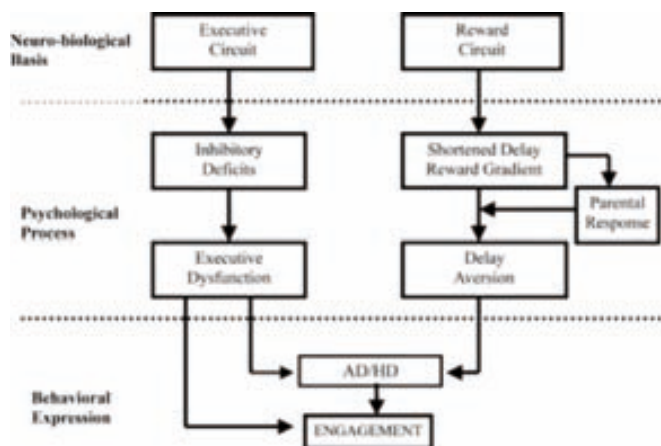 Neuro-biological
Basis
Executive
Circuit
Reward
Circuit
Inhibitory
Deficits
Shortened Delay
Reward Gradient
Parental
Response
Psychological
Process
Executive
Dysfunction
Delay
Aversion
Behavioral
Expression
AD/HD
ENGAGEMENT